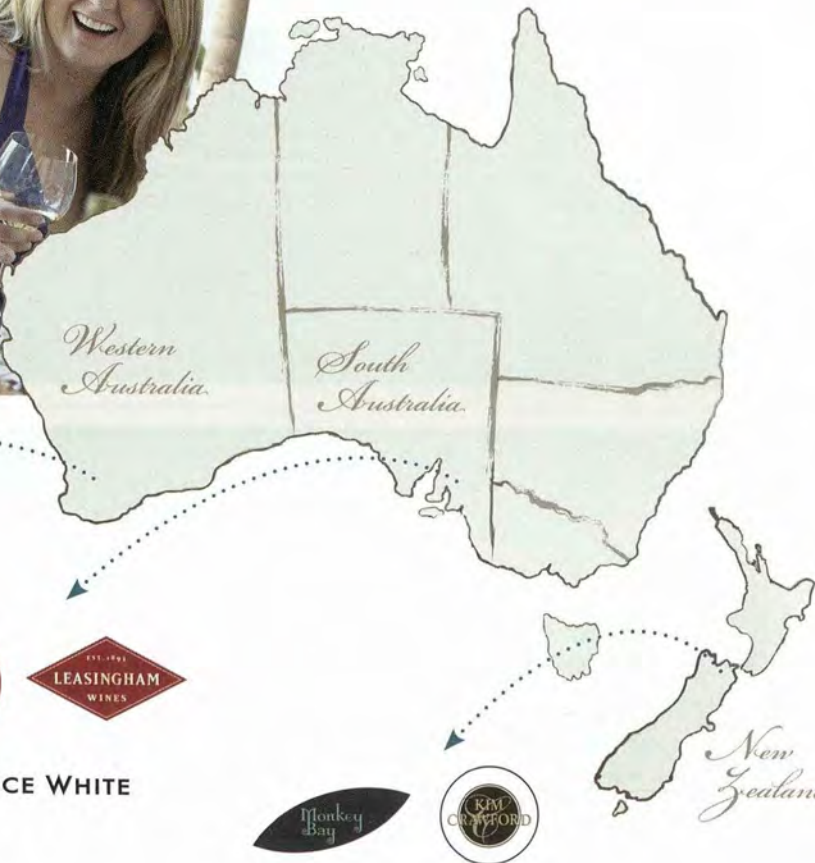 Western
Australia
South
Australia
EST. 1893
LEASINGHAM
WINES
CE WHITE
Monkey
Bay
KIM
CRAWFORD
New
Zealand